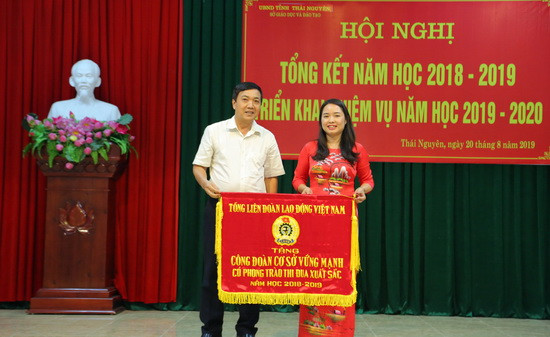 UBND TỈNH THÁI NGUYÊN
SỞ GIÁO DỤC VÀ ĐÀO TẠO
HỘI NGHỊ
TỔNG KẾT NĂM HỌC 2018 - 2019
RIỂN KHAI NHIỆM VỤ NĂM HỌC 2019 - 2020
Thái Nguyên, ngày 20 tháng 8 năm 2019
TỔNG LIÊN ĐOÀN LAO ĐỘNG VIỆT NAM
TẶNG
CÔNG ĐOÀN CƠ SỞ VỮNG MẠNH
CÓ PHONG TRÀO THI ĐUA XUẤT SẮC
NĂM HỌC 2018-2019